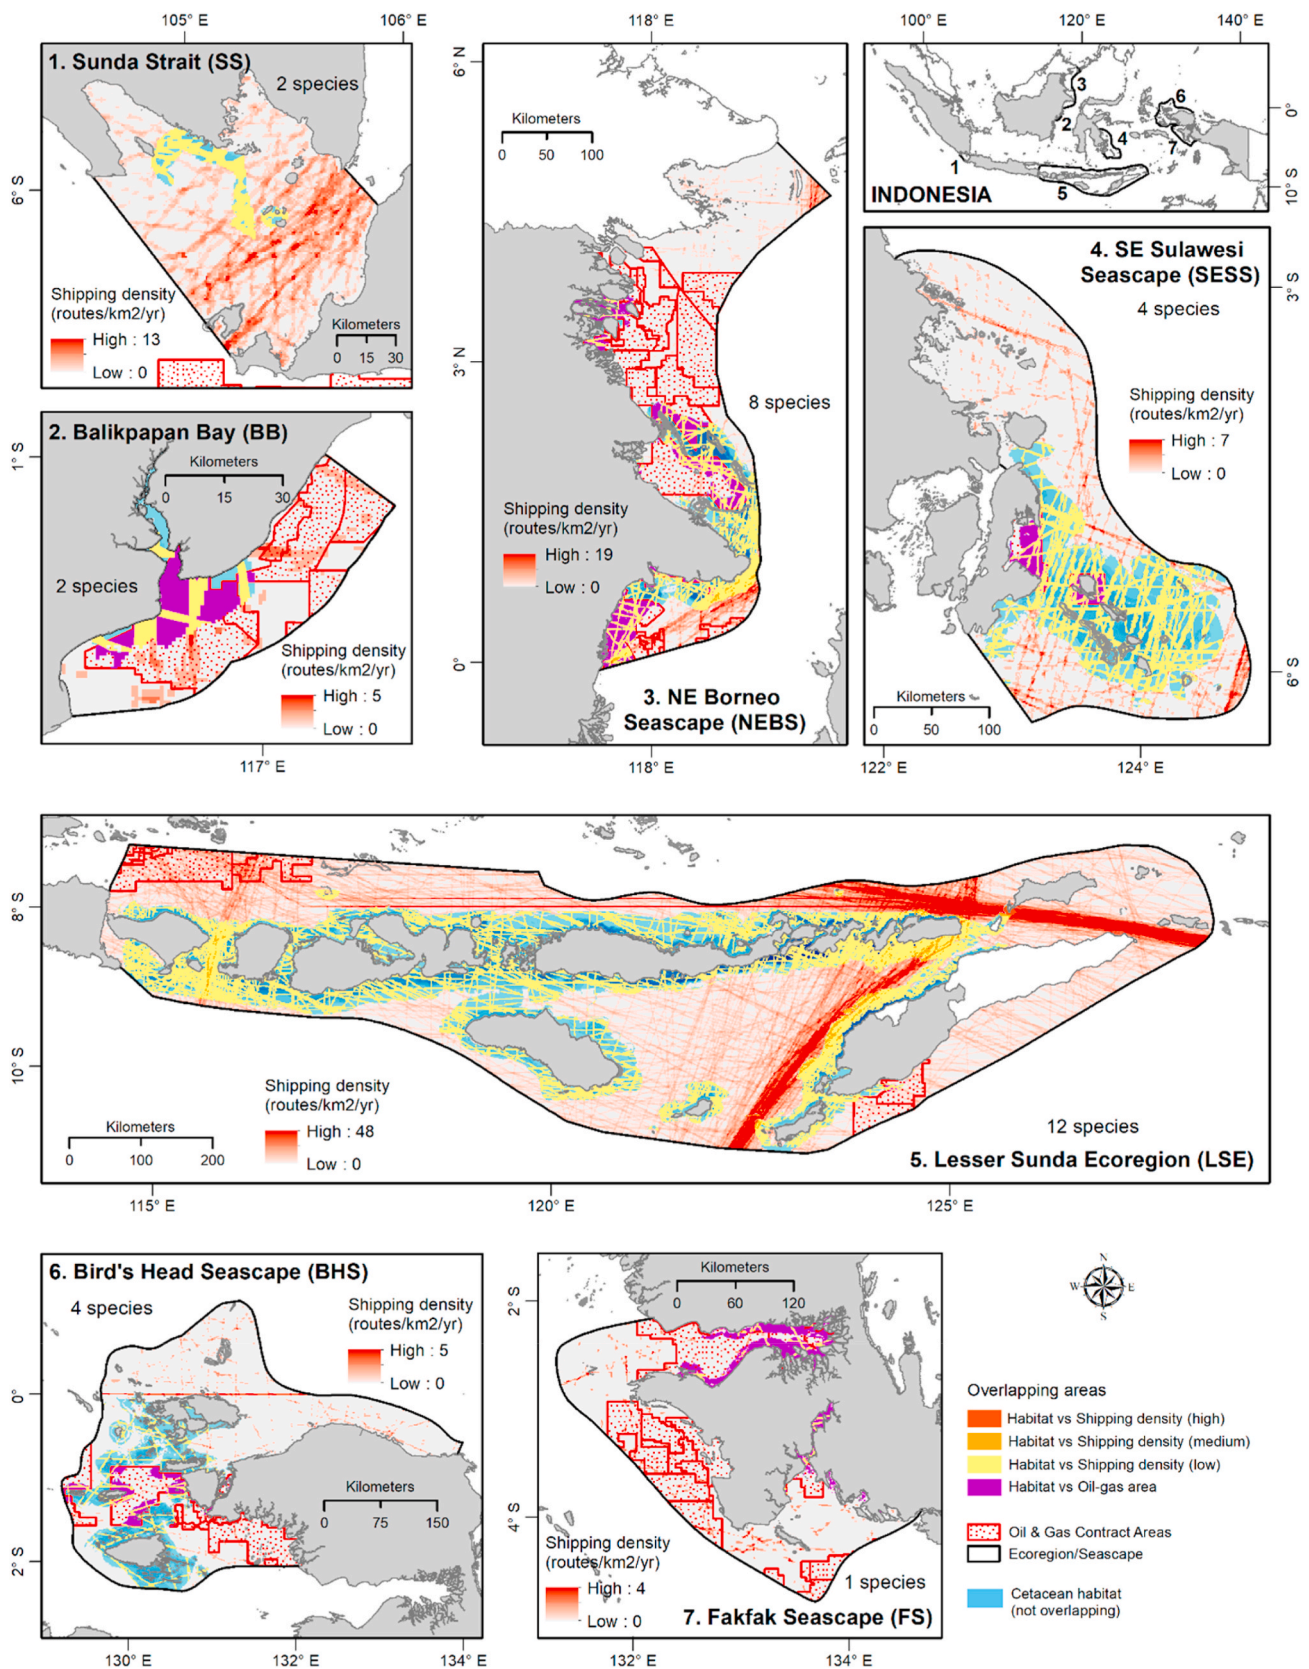 105° E
106° E
118° E
100° E
120° E
140° E
1. Sunda Strait (SS)
2 species
6° S
Shipping density
(routes/km2/yr)
High : 13
Low : 0
Kilometers
0 15 30
2. Balikpapan Bay (BB)
1° S
Kilometers
0 15 30
2 species
Shipping density
(routes/km2/yr)
High : 5
Low : 0
117° E
6° N
Kilometers
0 50 100
3° N
8 species
Shipping density
(routes/km2/yr)
High : 19
Low : 0
0°
3. NE Borneo
Seascape (NEBS)
118° E
3
6
2
4
7
1
5
INDONESIA
0°
10° S
4. SE Sulawesi
Seascape (SESS)
4 species
3° S
Shipping density
(routes/km2/yr)
High : 7
Low : 0
6° S
Kilometers
0 50 100
122° E
124° E
8° S
10° S
Shipping density
(routes/km2/yr)
High : 48
Low : 0
Kilometers
0 100 200
12 species
5. Lesser Sunda Ecoregion (LSE)
115° E
120° E
125° E
6. Bird's Head Seascape (BHS)
4 species
Shipping density
(routes/km2/yr)
High : 5
Low : 0
0°
Kilometers
0 75 150
2° S
130° E
132° E
134° E
Kilometers
0 60 120
2° S
4° S
Shipping density
(routes/km2/yr)
High : 4
Low : 0
1 species
7. Fakfak Seascape (FS)
132° E
134° E
N
W E
S
Overlapping areas
Habitat vs Shipping density (high)
Habitat vs Shipping density (medium)
Habitat vs Shipping density (low)
Habitat vs Oil-gas area
Oil & Gas Contract Areas
Ecoregion/Seascape
Cetacean habitat
(not overlapping)